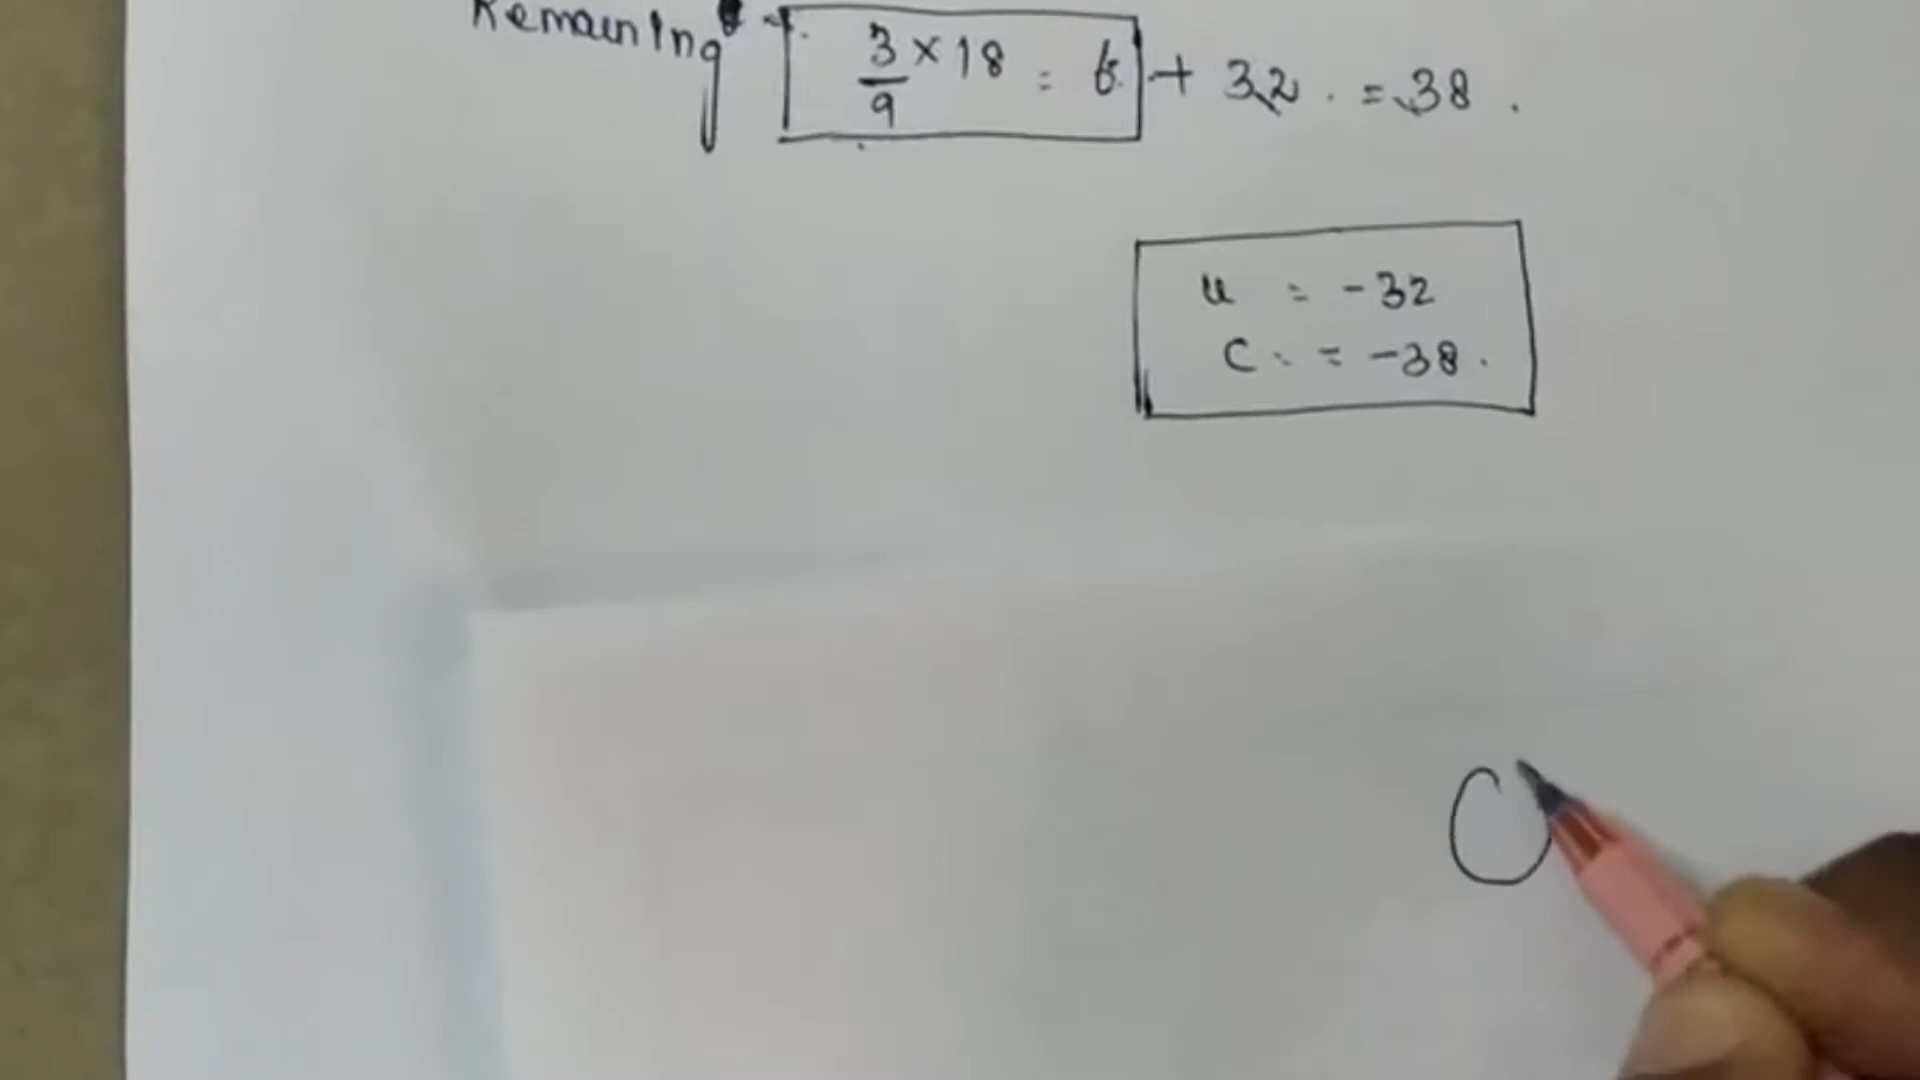 Remaining 3/9 × 18 = 6 + 32 . = 38 .
u = -32
C = -38 .